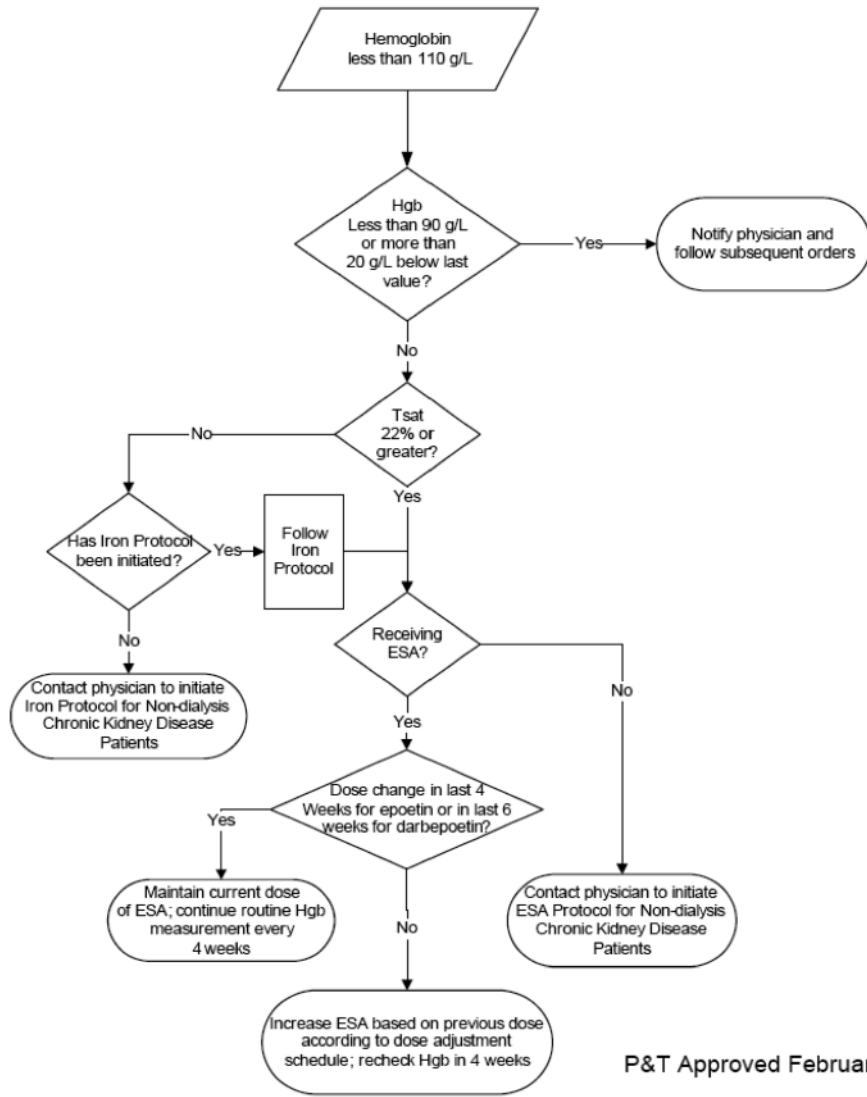 Hemoglobin
less than 110 g/L
Hgb
Less than 90 g/L
or more than
20 g/L below last
value?
Yes
Notify physician and
follow subsequent orders
No
Tsat
22% or
greater?
No
Yes
Has Iron Protocol
been initiated?
Yes
Follow
Iron
Protocol
No
Contact physician to initiate
Iron Protocol for Non-dialysis
Chronic Kidney Disease
Patients
Receiving
ESA?
No
Yes
Dose change in last 4
Weeks for epoetin or in last 6
weeks for darbepoetin?
Yes
Maintain current dose
of ESA; continue routine Hgb
measurement every
4 weeks
No
Contact physician to initiate
ESA Protocol for Non-dialysis
Chronic Kidney Disease
Patients
Increase ESA based on previous dose
according to dose adjustment
schedule; recheck Hgb in 4 weeks
P&T Approved Februar